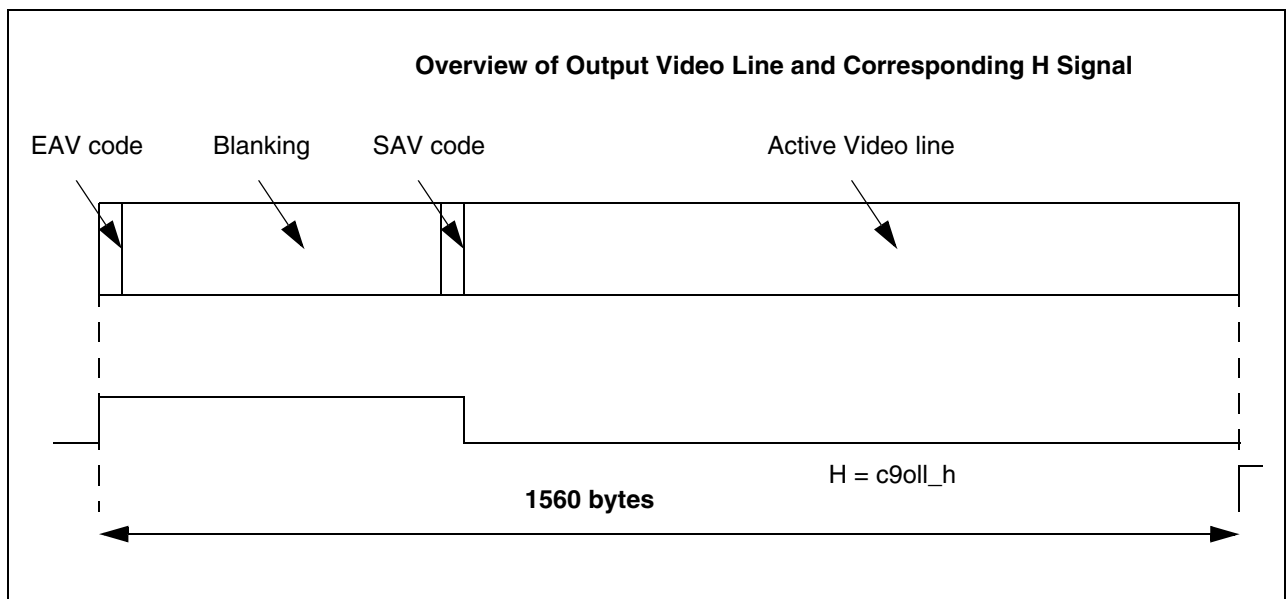 Overview of Output Video Line and Corresponding H Signal
EAV code
Blanking
SAV code
Active Video line
H = c9oll_h
1560 bytes